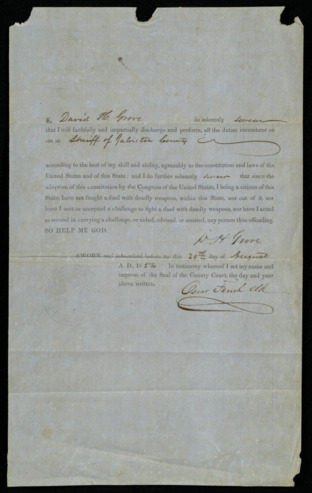 I, David H. Grove do solemnly swear
that I will faithfully and impartially discharge and perform, all the duties incumbent on
me as Sheriff of Galveston County
according to the best of my skill and ability, agreeably to the constitution and laws of the
United States and of this State: and I do further solemnly swear that since the
adoption of this constitution by the Congress of the United States, I being a citizen of this
State, have not fought a duel with deadly weapons, within this State, nor out of it, nor
have I sent or accepted a challenge to fight a duel with deadly weapons, nor have I acted
as second in carrying a challenge, or aided, advised, or assisted, any person thus offending.
SO HELP ME GOD.
D H Grove
SWORN and subscribed before me this 20th day of August
A. D., 18 54 In testimony whereof I set my name and
impress of the Seal of the County Court, the day and year
above written.
Oscar Farish Clk